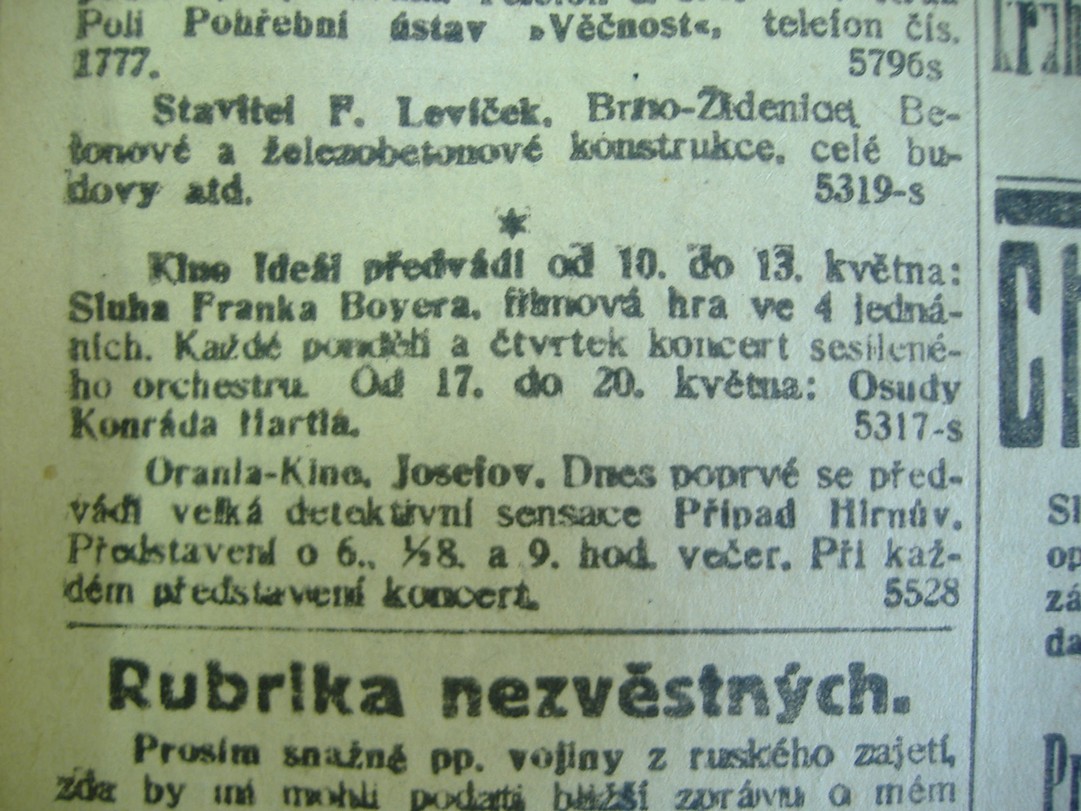 Poli Pohřební ústav »Věčnost«, telefon čís.
1777. 5796s
Stavitel F. Levíček, Brno-Židenice, Be-
tonové a železobetonové konstrukce, celé bu-
dovy atd. 5319-s
*
Kino Ideál předvádí od 10. do 13. května:
Sluha Franka Boyera, filmová hra ve 4 jedná-
ních. Každé pondělí a čtvrtek koncert sesílené-
ho orchestru. Od 17. do 20. května: Osudy
Konráda Hartla. 5317-s
Orania-Kino, Josefov. Dnes poprvé se před-
vádí velká detektivní sensace Případ Hirnův.
Představení o 6., ½8. a 9. hod. večer. Při kaž-
dém představení koncert. 5528
Rubrika nezvěstných.
Prosím snažně pp. vojíny z ruského zajetí,
zda by mi mohli podati bližší zprávu o mém
Sl
op
zá
da